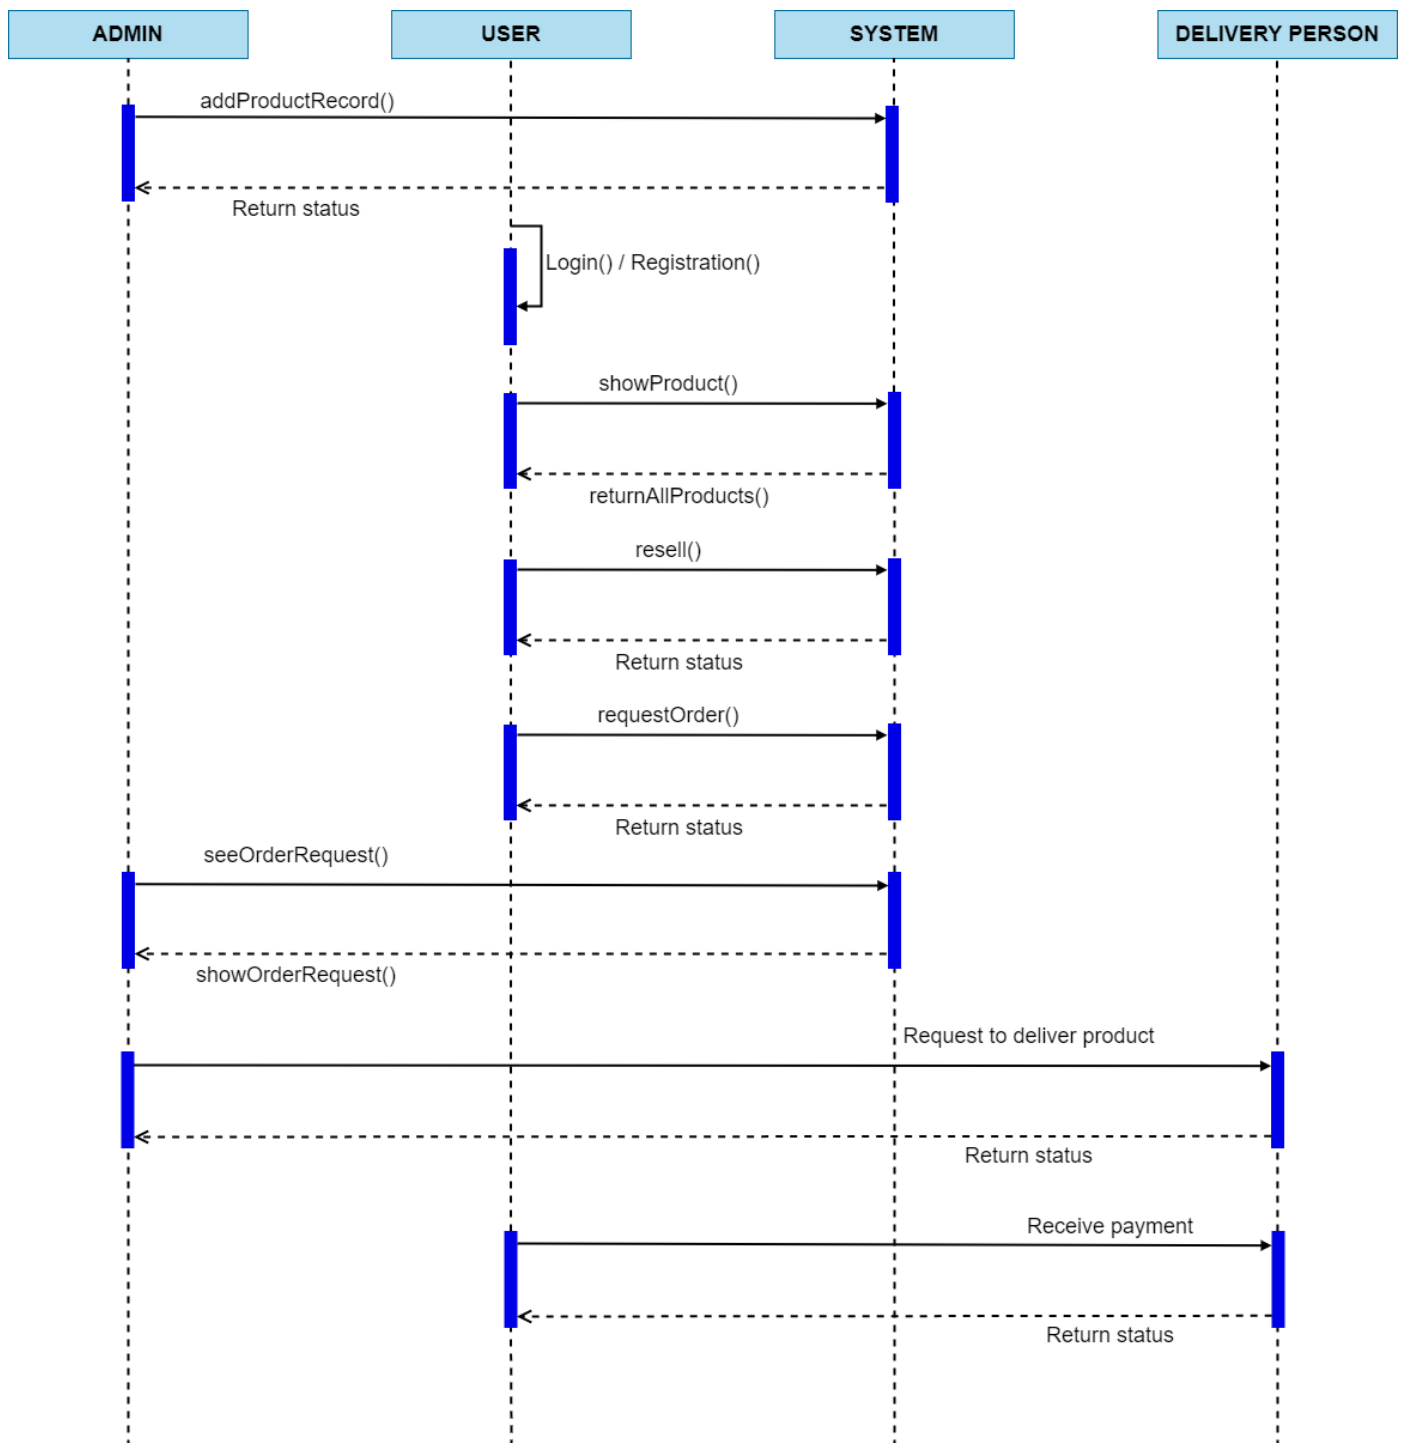 ADMIN
USER
SYSTEM
DELIVERY PERSON
addProductRecord()
Return status
Login() / Registration()
showProduct()
returnAllProducts()
resell()
Return status
requestOrder()
Return status
seeOrderRequest()
showOrderRequest()
Request to deliver product
Return status
Receive payment
Return status